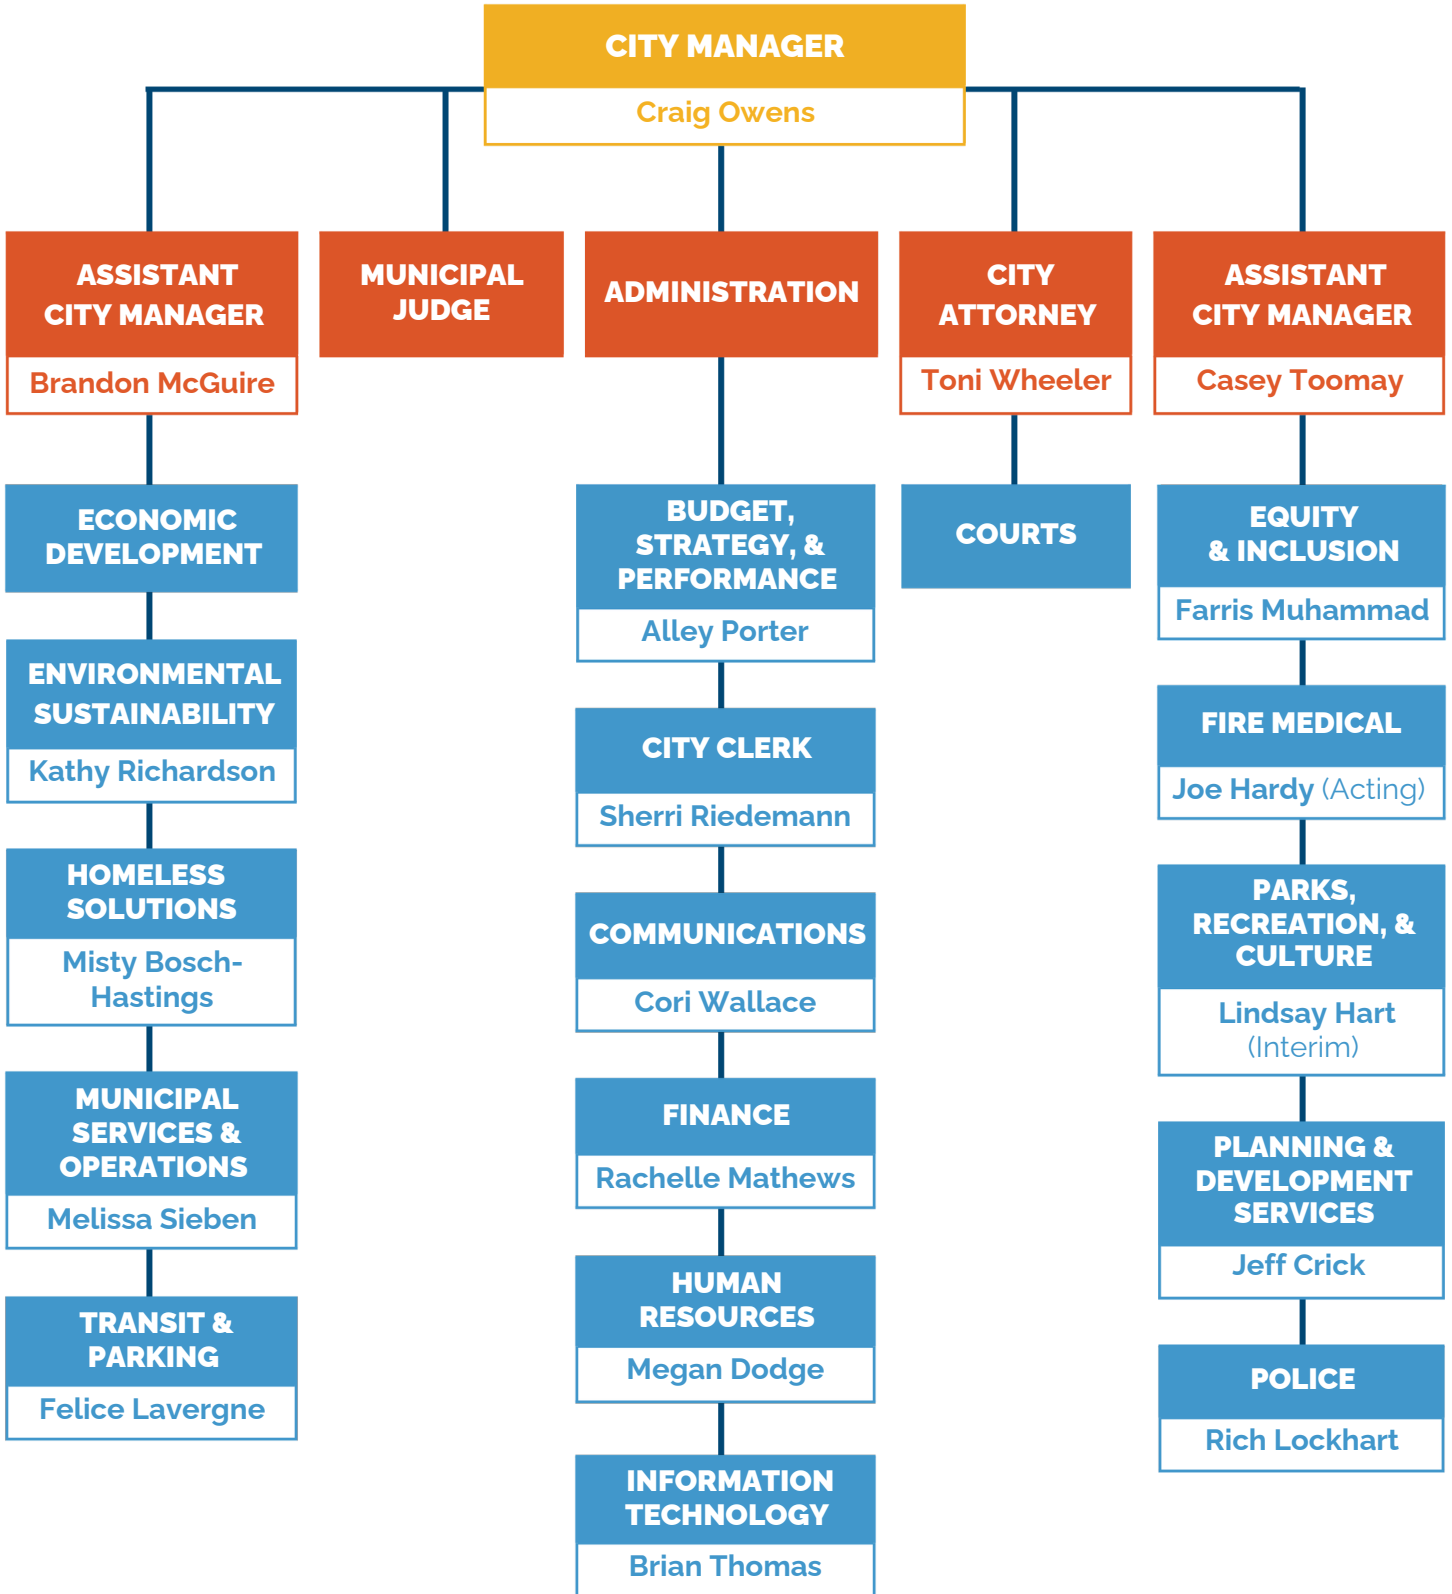 CITY MANAGER
Craig Owens
ASSISTANT
CITY MANAGER
Brandon McGuire
MUNICIPAL
JUDGE
ADMINISTRATION
CITY
ATTORNEY
Toni Wheeler
ASSISTANT
CITY MANAGER
Casey Toomay
ECONOMIC
DEVELOPMENT
ENVIRONMENTAL
SUSTAINABILITY
Kathy Richardson
HOMELESS
SOLUTIONS
Misty Bosch-
Hastings
MUNICIPAL
SERVICES &
OPERATIONS
Melissa Sieben
TRANSIT &
PARKING
Felice Lavergne
BUDGET,
STRATEGY, &
PERFORMANCE
Alley Porter
CITY CLERK
Sherri Riedemann
COMMUNICATIONS
Cori Wallace
FINANCE
Rachelle Mathews
HUMAN
RESOURCES
Megan Dodge
INFORMATION
TECHNOLOGY
Brian Thomas
COURTS
EQUITY
& INCLUSION
Farris Muhammad
FIRE MEDICAL
Joe Hardy (Acting)
PARKS,
RECREATION, &
CULTURE
Lindsay Hart
(Interim)
PLANNING &
DEVELOPMENT
SERVICES
Jeff Crick
POLICE
Rich Lockhart